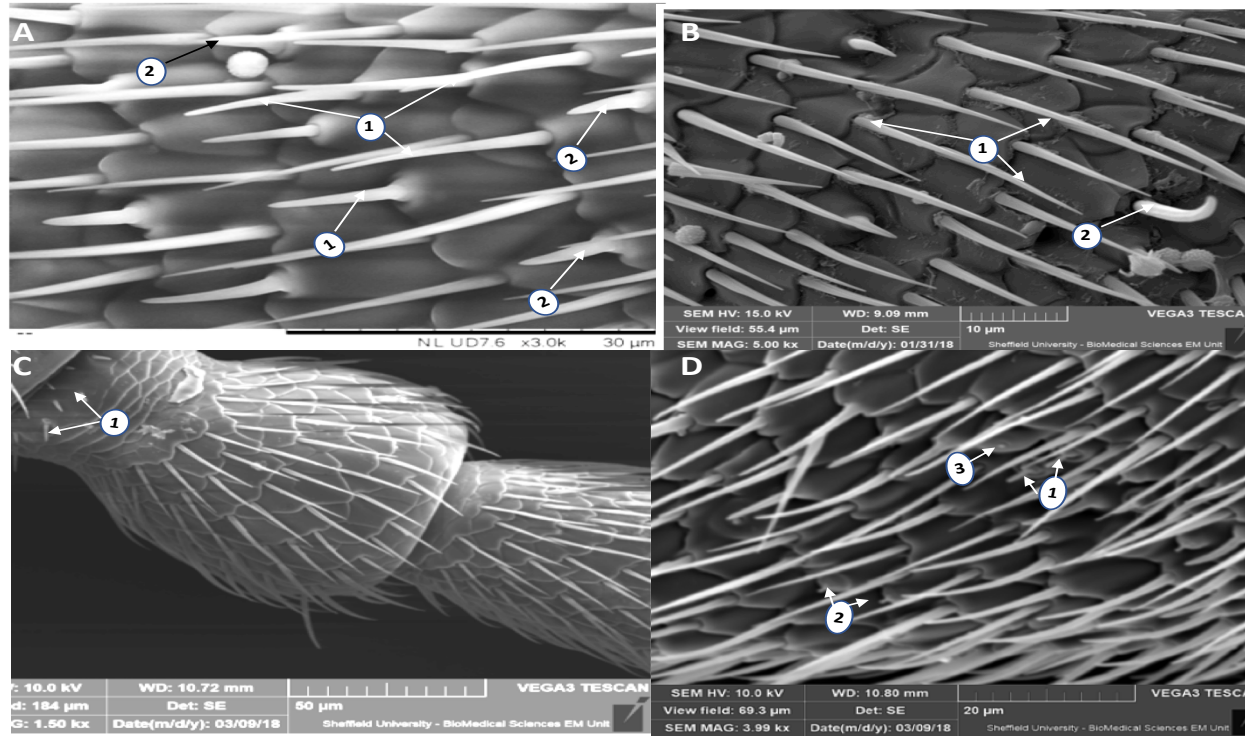 A
2
1
2
1
2
NL UD7.6 x3.0k 30 μm
B
1
2
SEM HV: 15.0 kV WD: 9.09 mm VEGA3 TESCAN
View field: 55.4 μm Det: SE 10 μm
SEM MAG: 5.00 kx Date(m/d/y): 01/31/18 Sheffield University - BioMedical Sciences EM Unit
C
1
10.0 kV WD: 10.72 mm VEGA3 TESCAN
184 μm Det: SE 50 μm
1.50 kx Date(m/d/y): 03/09/18 Sheffield University - BioMedical Sciences EM Unit
D
3
1
2
SEM HV: 10.0 kV WD: 10.80 mm VEGA3 TESCA
View field: 69.3 μm Det: SE 20 μm
SEM MAG: 3.99 kx Date(m/d/y): 03/09/18 Sheffield University - BioMedical Sciences EM Unit